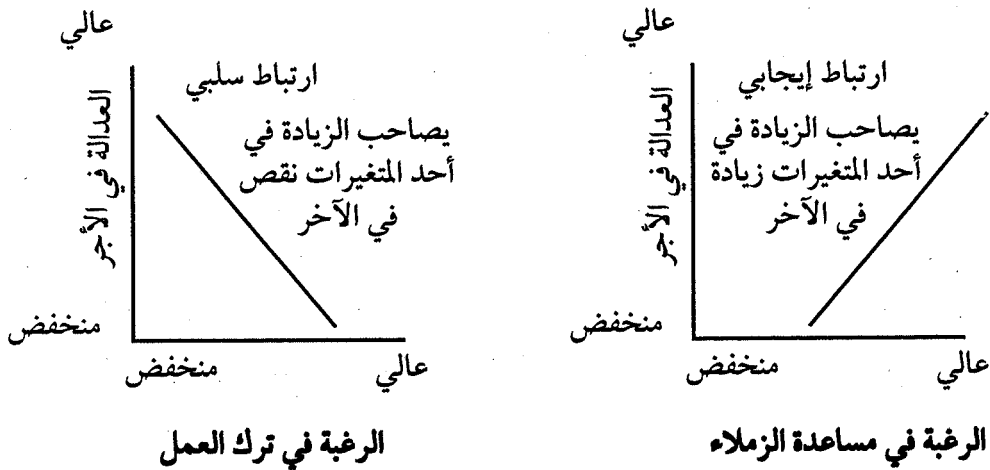 عالي
ارتباط إيجابي
يصاحب الزيادة في
أحد المتغيرات زيادة
في الآخر
العدالة في الأجر
منخفض
منخفض
عالي
الرغبة في مساعدة الزملاء
عالي
ارتباط سلبي
يصاحب الزيادة في
أحد المتغيرات نقص
في الآخر
العدالة في الأجر
منخفض
منخفض
عالي
الرغبة في ترك العمل